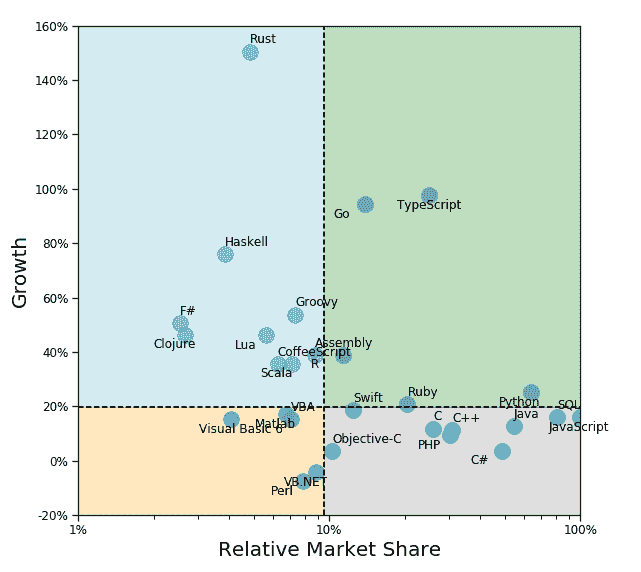 160%
Rust
140%
120%
100%
TypeScript
Go
80%
Haskell
Growth
60%
Groovy
F#
Clojure
Lua
Assembly
40%
CoffeeScript
R
Scala
Ruby
Swift
Python
SQL
20%
VBA
Java
C
C++
Matlab
Visual Basic 6
JavaScript
PHP
Objective-C
C#
0%
VB.NET
Perl
-20%
1%
10%
100%
Relative Market Share